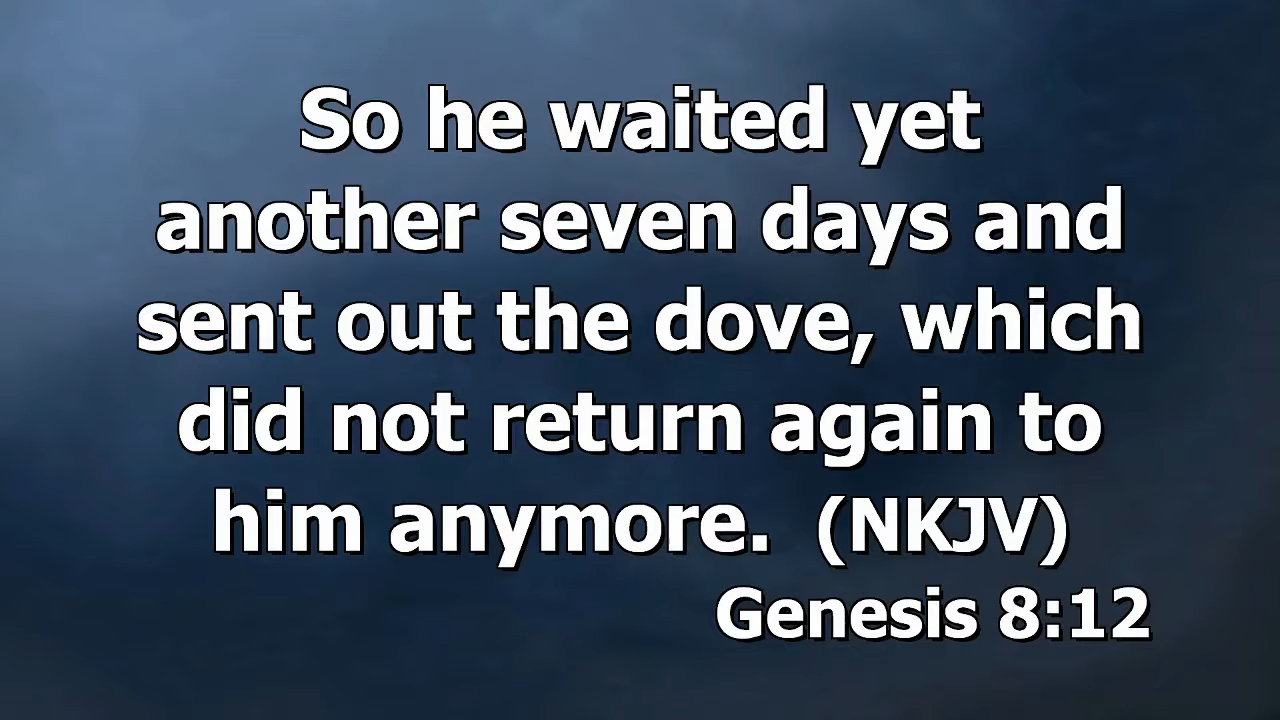 So he waited yet
another seven days and
sent out the dove, which
did not return again to
him anymore.  (NKJV)
Genesis 8:12